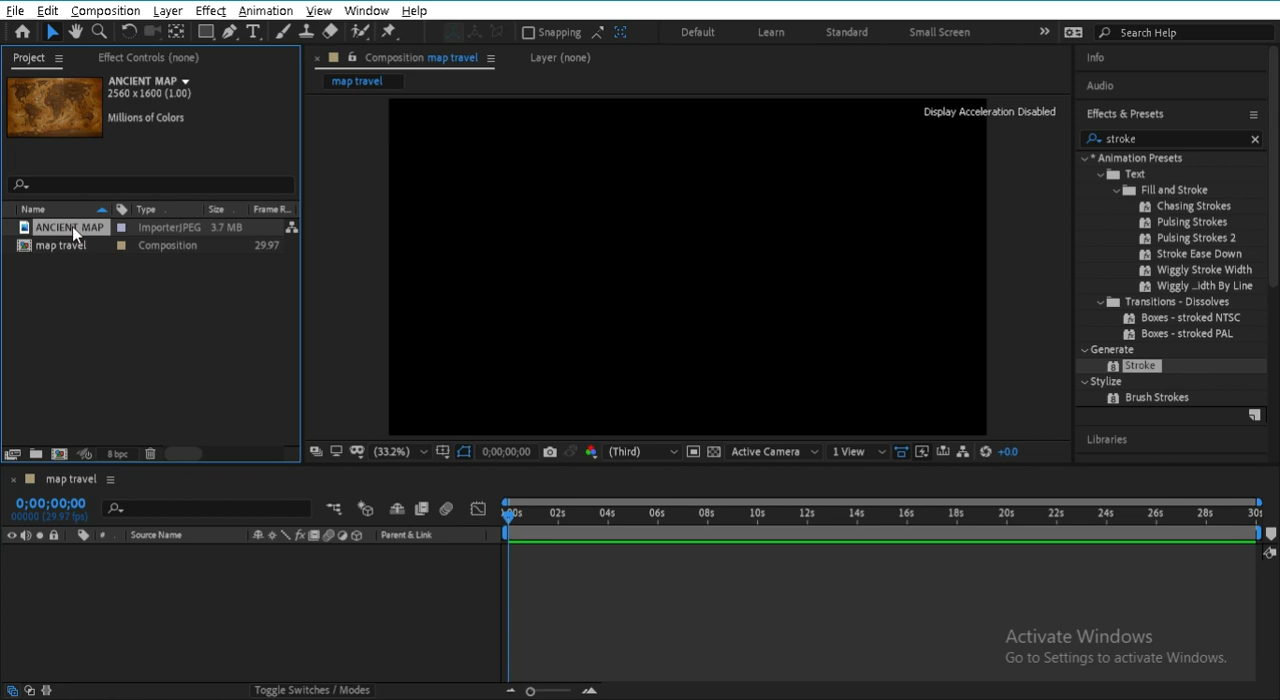 File Edit Composition Layer Effect Animation View Window Help
Snapping Default Learn Standard Small Screen Search Help
Project Effect Controls (none)
Composition map travel Layer (none)
map travel
Display Acceleration Disabled
ANCIENT MAP
2560 x 1600 (1.00)
Millions of Colors
Name Type Size Frame R...
ANCIENT MAP ImporterJPEG 3.7 MB
map travel Composition 29.97
8 bpc
(33.2%) 0;00;00;00 (Third) Active Camera 1 View +0.0
Info
Audio
Effects & Presets
stroke
* Animation Presets
Text
Fill and Stroke
Chasing Strokes
Pulsing Strokes
Pulsing Strokes 2
Stroke Ease Down
Wiggly Stroke Width
Wiggly ...idth By Line
Transitions - Dissolves
Boxes - stroked NTSC
Boxes - stroked PAL
Generate
Stroke
Stylize
Brush Strokes
Libraries
map travel
0;00;00;00
00000 (29.97 fps)
02s 04s 06s 08s 10s 12s 14s 16s 18s 20s 22s 24s 26s 28s
# Source Name Parent & Link
Toggle Switches / Modes
Activate Windows
Go to Settings to activate Windows.